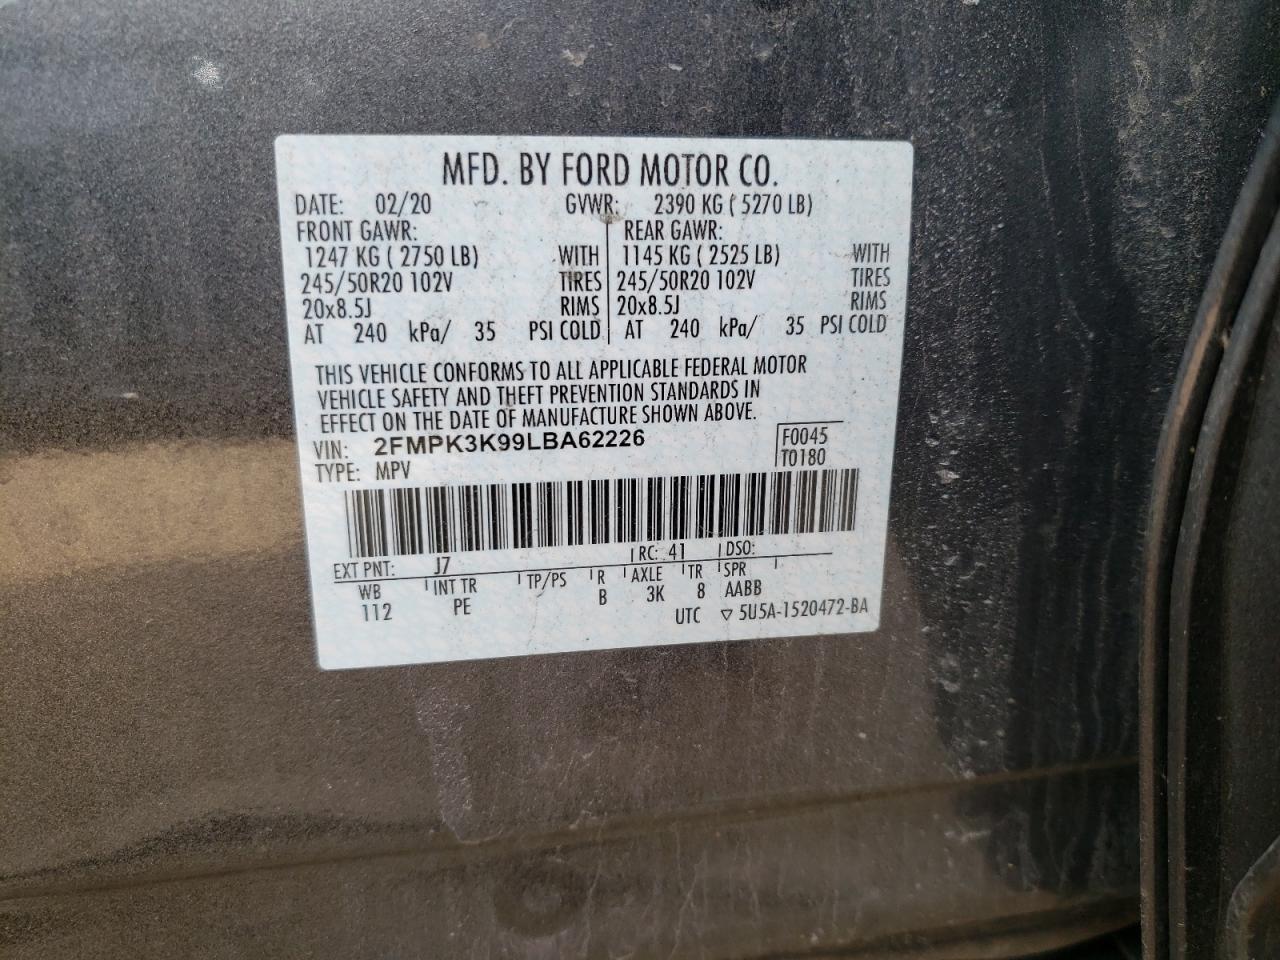 MFD. BY FORD MOTOR CO.
DATE: 02/20 GVWR: 2390 KG ( 5270 LB)
FRONT GAWR: REAR GAWR:
1247 KG ( 2750 LB) WITH 1145 KG ( 2525 LB) WITH
245/50R20 102V TIRES 245/50R20 102V TIRES
20x8.5J RIMS 20x8.5J RIMS
AT 240 kPa/ 35 PSI COLD AT 240 kPa/ 35 PSI COLD
THIS VEHICLE CONFORMS TO ALL APPLICABLE FEDERAL MOTOR
VEHICLE SAFETY AND THEFT PREVENTION STANDARDS IN
EFFECT ON THE DATE OF MANUFACTURE SHOWN ABOVE.
VIN: 2FMPK3K99LBA62226 F0045
TYPE: MPV T0180
EXT PNT: J7 RC: 41 DSO:
WB INT TR TP/PS R AXLE TR SPR
112 PE B 3K 8 AABB
UTC ▽ 5U5A-1520472-BA